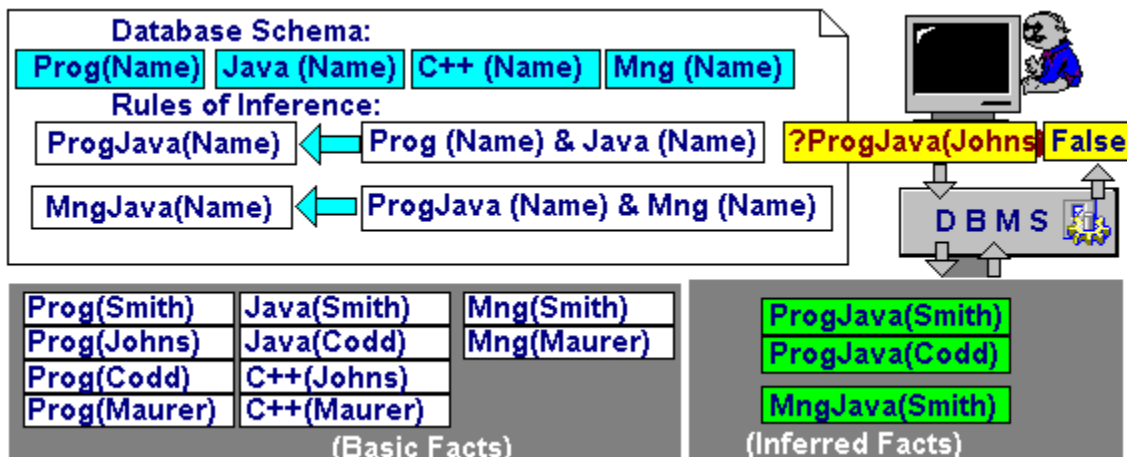 Database Schema:
Prog(Name) Java (Name) C++ (Name) Mng (Name)
Rules of Inference:
ProgJava(Name) Prog (Name) & Java (Name)
MngJava(Name) ProgJava (Name) & Mng (Name)
?ProgJava(Johns False
D B M S
Prog(Smith) Java(Smith) Mng(Smith)
Prog(Johns) Java(Codd) Mng(Maurer)
Prog(Codd) C++(Johns)
Prog(Maurer) C++(Maurer)
(Basic Facts)
ProgJava(Smith)
ProgJava(Codd)
MngJava(Smith)
(Inferred Facts)